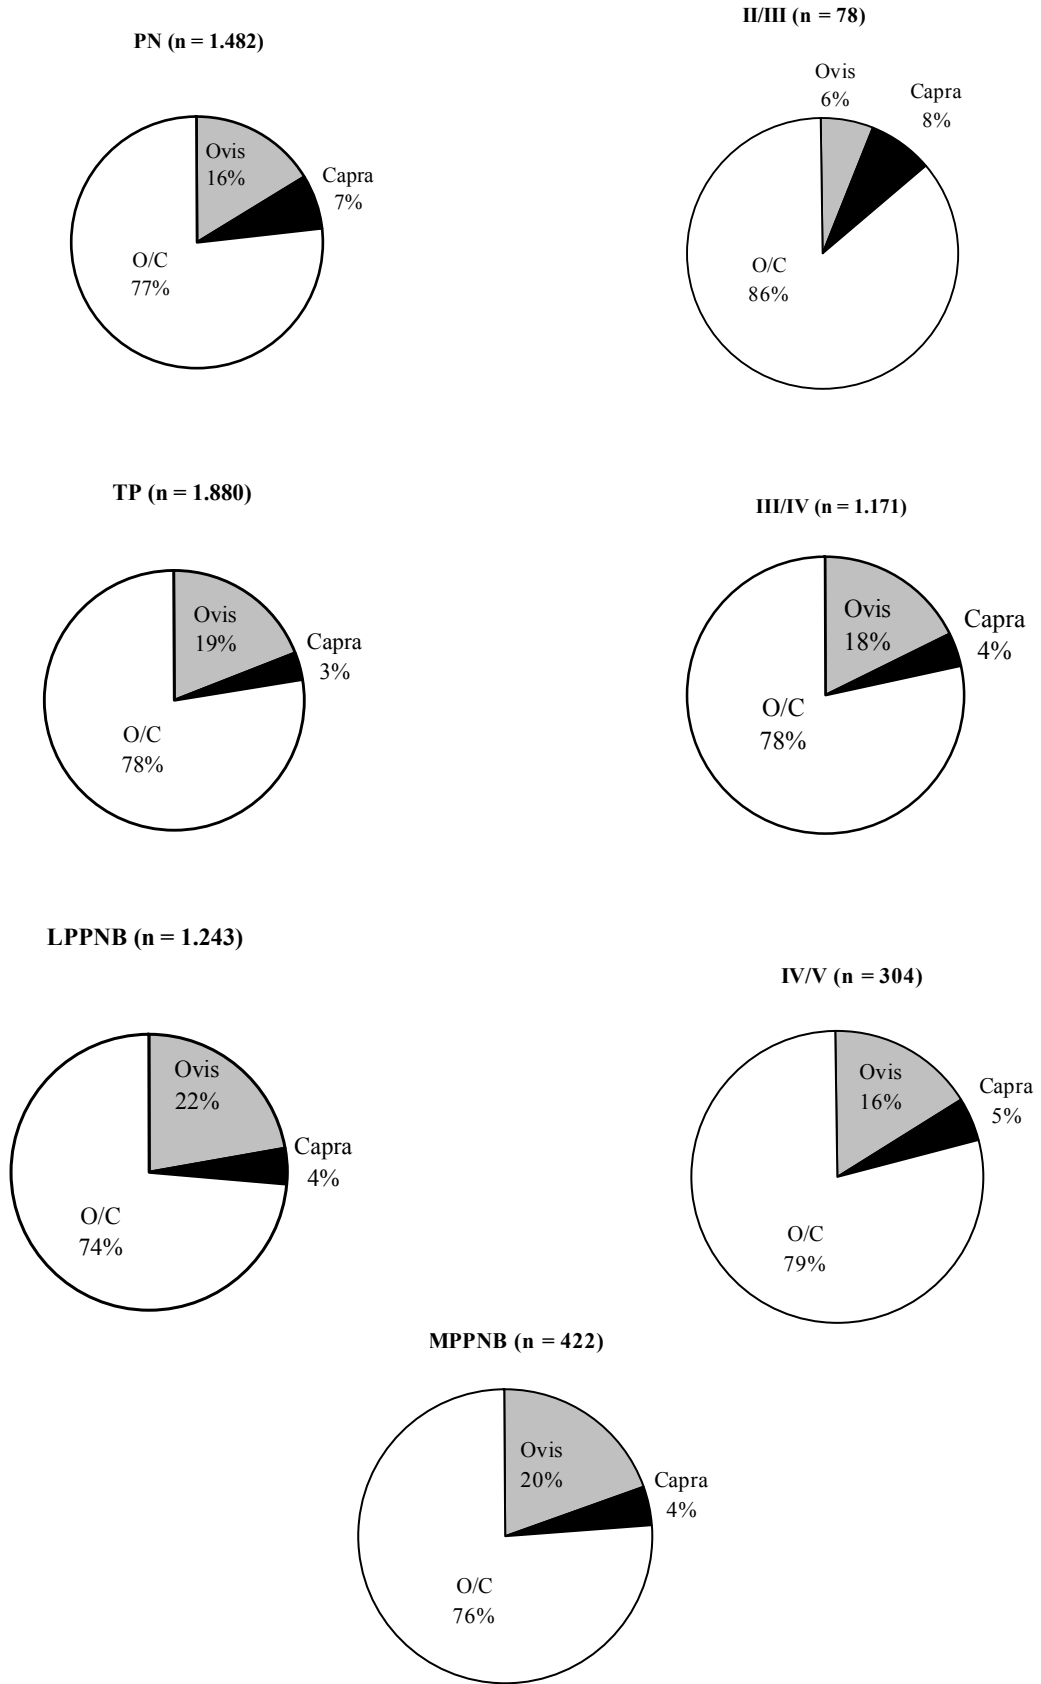 PN (n = 1.482)
Ovis
16%
Capra
7%
O/C
77%
II/III (n = 78)
Ovis
6%
Capra
8%
O/C
86%
TP (n = 1.880)
Ovis
19%
Capra
3%
O/C
78%
III/IV (n = 1.171)
Ovis
18%
Capra
4%
O/C
78%
LPPNB (n = 1.243)
Ovis
22%
Capra
4%
O/C
74%
IV/V (n = 304)
Ovis
16%
Capra
5%
O/C
79%
MPPNB (n = 422)
Ovis
20%
Capra
4%
O/C
76%